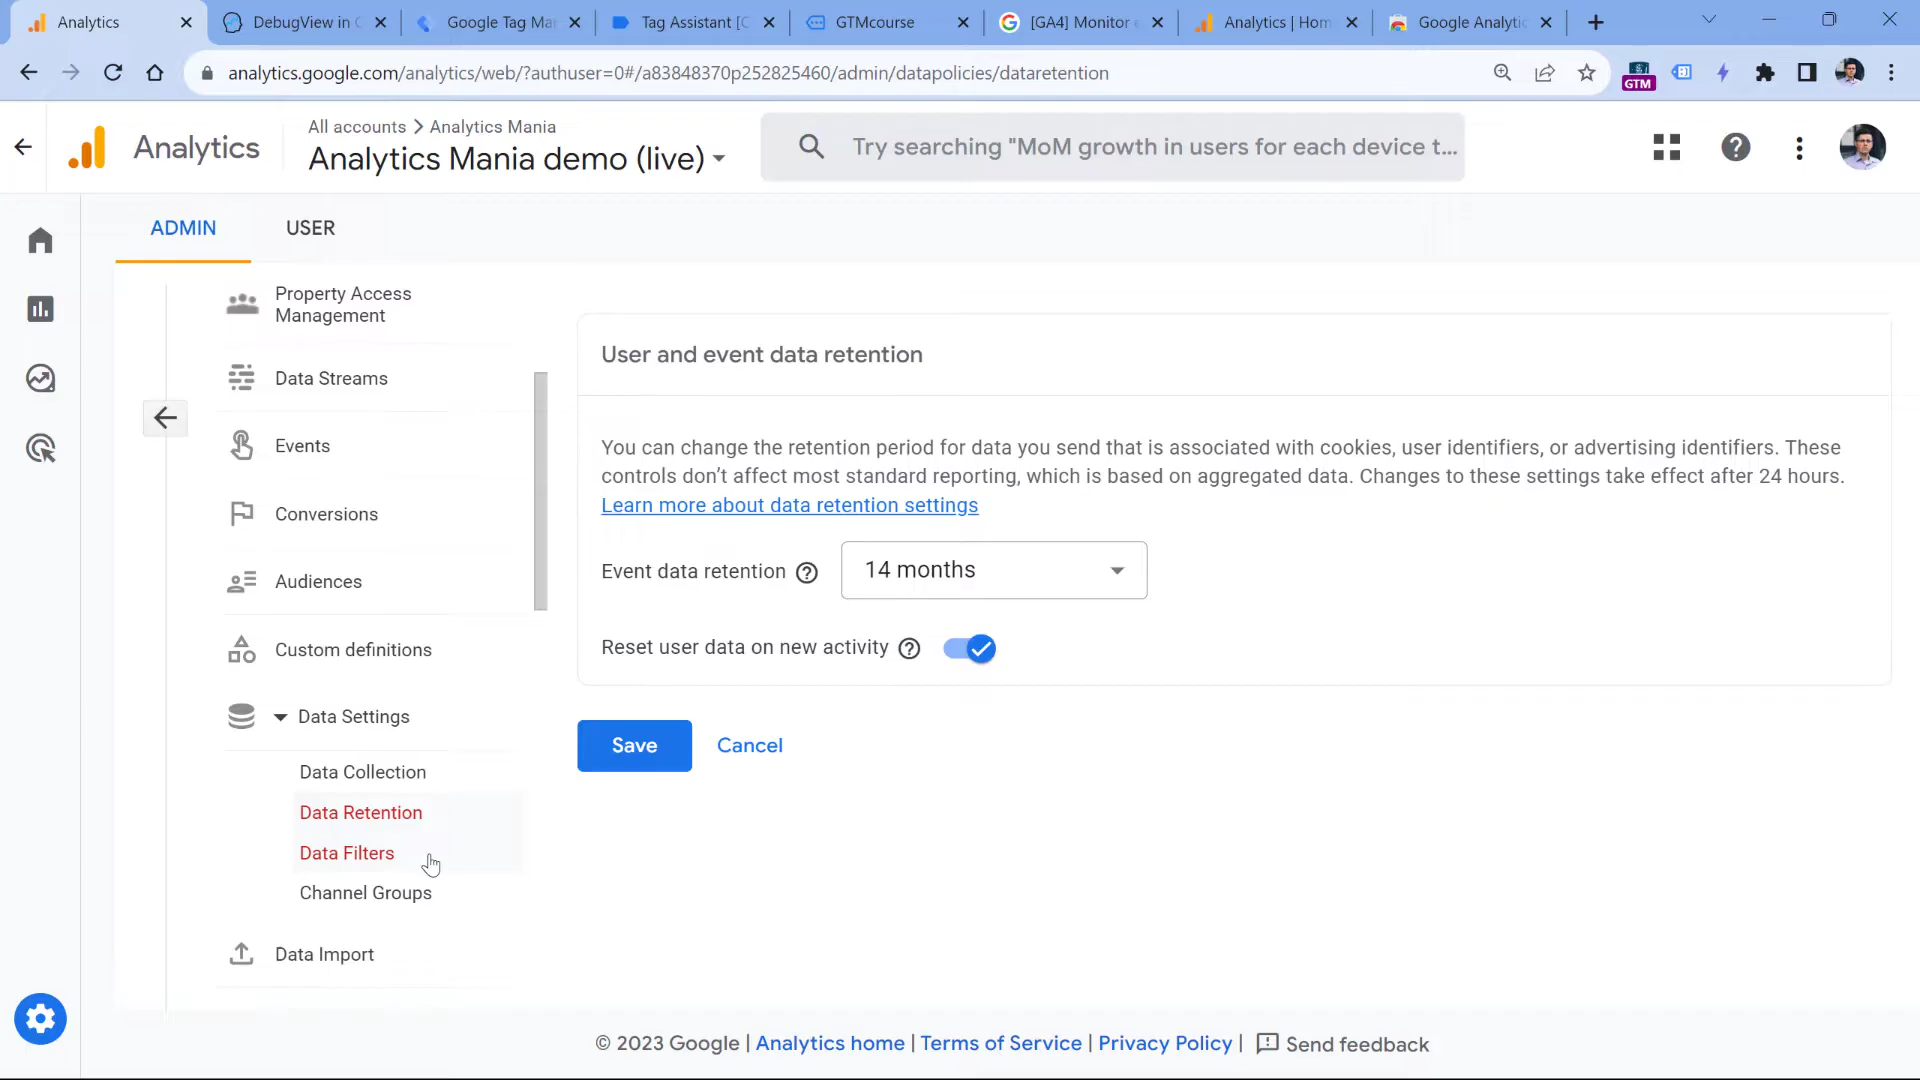 Analytics
DebugView in G
Google Tag Ma
Tag Assistant [C
GTMcourse
[GA4] Monitor e
Analytics | Hom
Google Analytic
analytics.google.com/analytics/web/?authuser=0#/a83848370p252825460/admin/datapolicies/dataretention
GTM
Analytics
All accounts > Analytics Mania
Analytics Mania demo (live)
Try searching "MoM growth in users for each device t...
ADMIN
USER
Property Access
Management
Data Streams
Events
Conversions
Audiences
Custom definitions
Data Settings
Data Collection
Data Retention
Data Filters
Channel Groups
Data Import
User and event data retention
You can change the retention period for data you send that is associated with cookies, user identifiers, or advertising identifiers. These
controls don’t affect most standard reporting, which is based on aggregated data. Changes to these settings take effect after 24 hours.
Learn more about data retention settings
Event data retention
14 months
Reset user data on new activity
Save
Cancel
© 2023 Google | Analytics home | Terms of Service | Privacy Policy | Send feedback